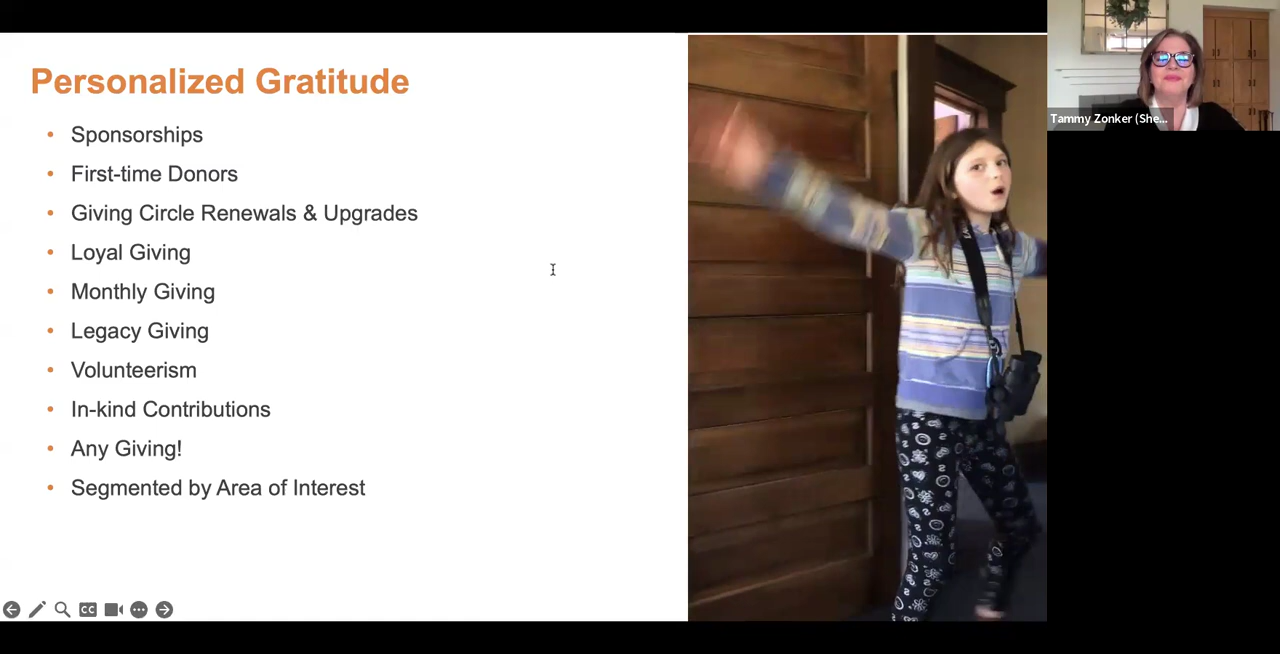 Personalized Gratitude
• Sponsorships
• First-time Donors
• Giving Circle Renewals & Upgrades
• Loyal Giving
• Monthly Giving
• Legacy Giving
• Volunteerism
• In-kind Contributions
• Any Giving!
• Segmented by Area of Interest
Tammy Zonker (She...
CC